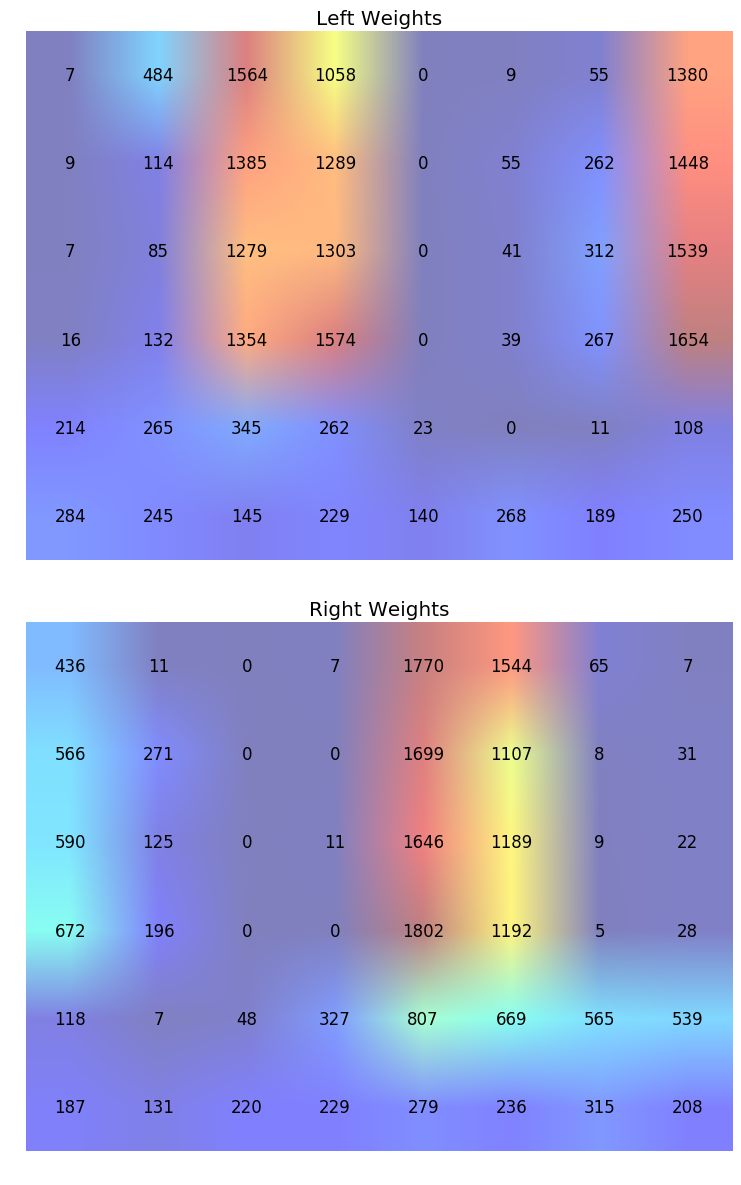 Left Weights
7 484 1564 1058 0 9 55 1380
9 114 1385 1289 0 55 262 1448
7 85 1279 1303 0 41 312 1539
16 132 1354 1574 0 39 267 1654
214 265 345 262 23 0 11 108
284 245 145 229 140 268 189 250
Right Weights
436 11 0 7 1770 1544 65 7
566 271 0 0 1699 1107 8 31
590 125 0 11 1646 1189 9 22
672 196 0 0 1802 1192 5 28
118 7 48 327 807 669 565 539
187 131 220 229 279 236 315 208